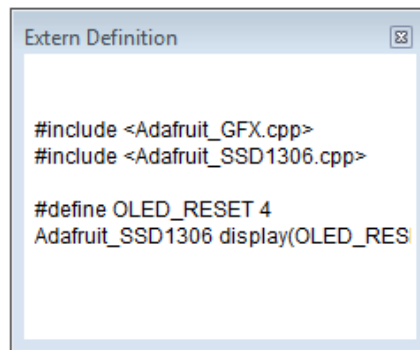 Extern Definition
#include <Adafruit_GFX.cpp>
#include <Adafruit_SSD1306.cpp>
#define OLED_RESET 4
Adafruit_SSD1306 display(OLED_RES